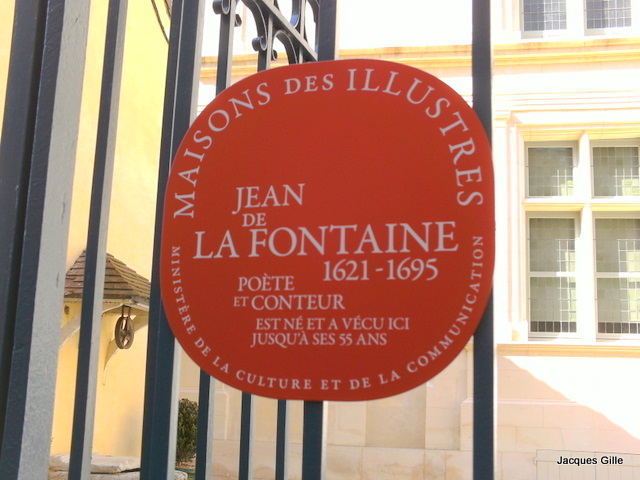 MAISONS DES ILLUSTRES
JEAN
DE
LA FONTAINE
1621 - 1695
POÈTE
ET CONTEUR
EST NÉ ET A VÉCU ICI
JUSQU'À SES 55 ANS
MINISTÈRE DE LA CULTURE ET DE LA COMMUNICATION
Jacques Gille